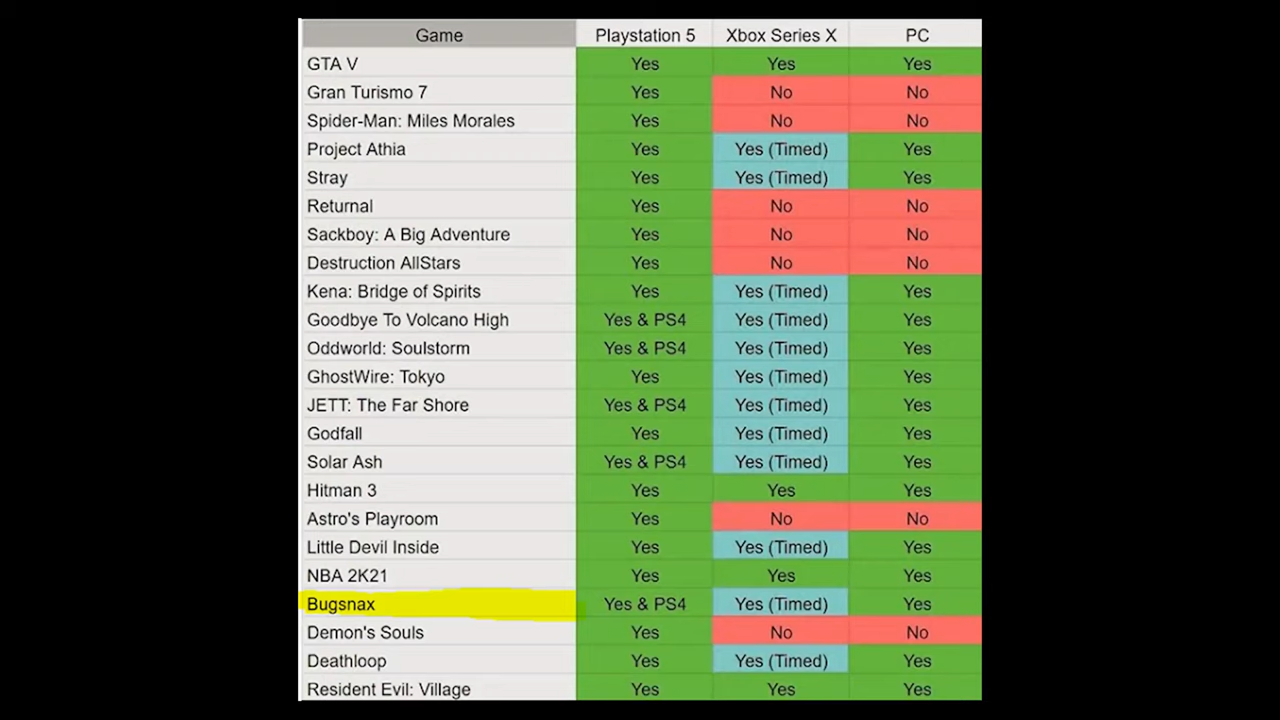 Game Playstation 5 Xbox Series X PC
GTA V Yes Yes Yes
Gran Turismo 7 Yes No No
Spider-Man: Miles Morales Yes No No
Project Athia Yes Yes (Timed) Yes
Stray Yes Yes (Timed) Yes
Returnal Yes No No
Sackboy: A Big Adventure Yes No No
Destruction AllStars Yes No No
Kena: Bridge of Spirits Yes Yes (Timed) Yes
Goodbye To Volcano High Yes & PS4 Yes (Timed) Yes
Oddworld: Soulstorm Yes & PS4 Yes (Timed) Yes
GhostWire: Tokyo Yes Yes (Timed) Yes
JETT: The Far Shore Yes & PS4 Yes (Timed) Yes
Godfall Yes Yes (Timed) Yes
Solar Ash Yes & PS4 Yes (Timed) Yes
Hitman 3 Yes Yes Yes
Astro's Playroom Yes No No
Little Devil Inside Yes Yes (Timed) Yes
NBA 2K21 Yes Yes Yes
Bugsnax Yes & PS4 Yes (Timed) Yes
Demon's Souls Yes No No
Deathloop Yes Yes (Timed) Yes
Resident Evil: Village Yes Yes Yes